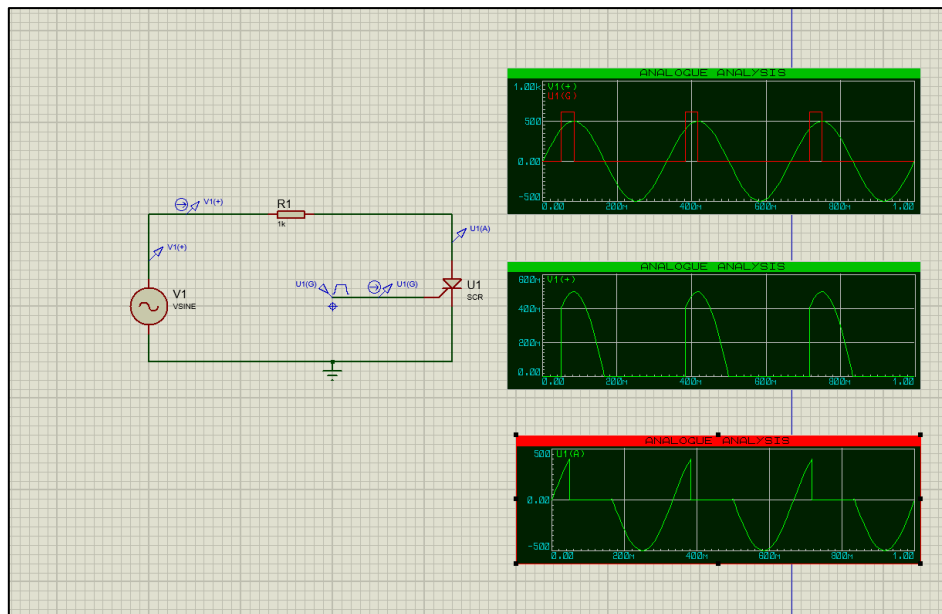 ANALOGUE ANALYSIS
1.00k
V1(+)
U1(G)
500
0.00
-500
0.00
200m
400m
600m
800m
1.00
V1(+)
R1
1k
U1(A)
V1(+)
U1(G)
U1(G)
U1
SCR
V1
VSINE
ANALOGUE ANALYSIS
600m
V1(+)
400m
200m
0.00
0.00
200m
400m
600m
800m
1.00
ANALOGUE ANALYSIS
500
U1(A)
0.00
-500
0.00
200m
400m
600m
800m
1.00